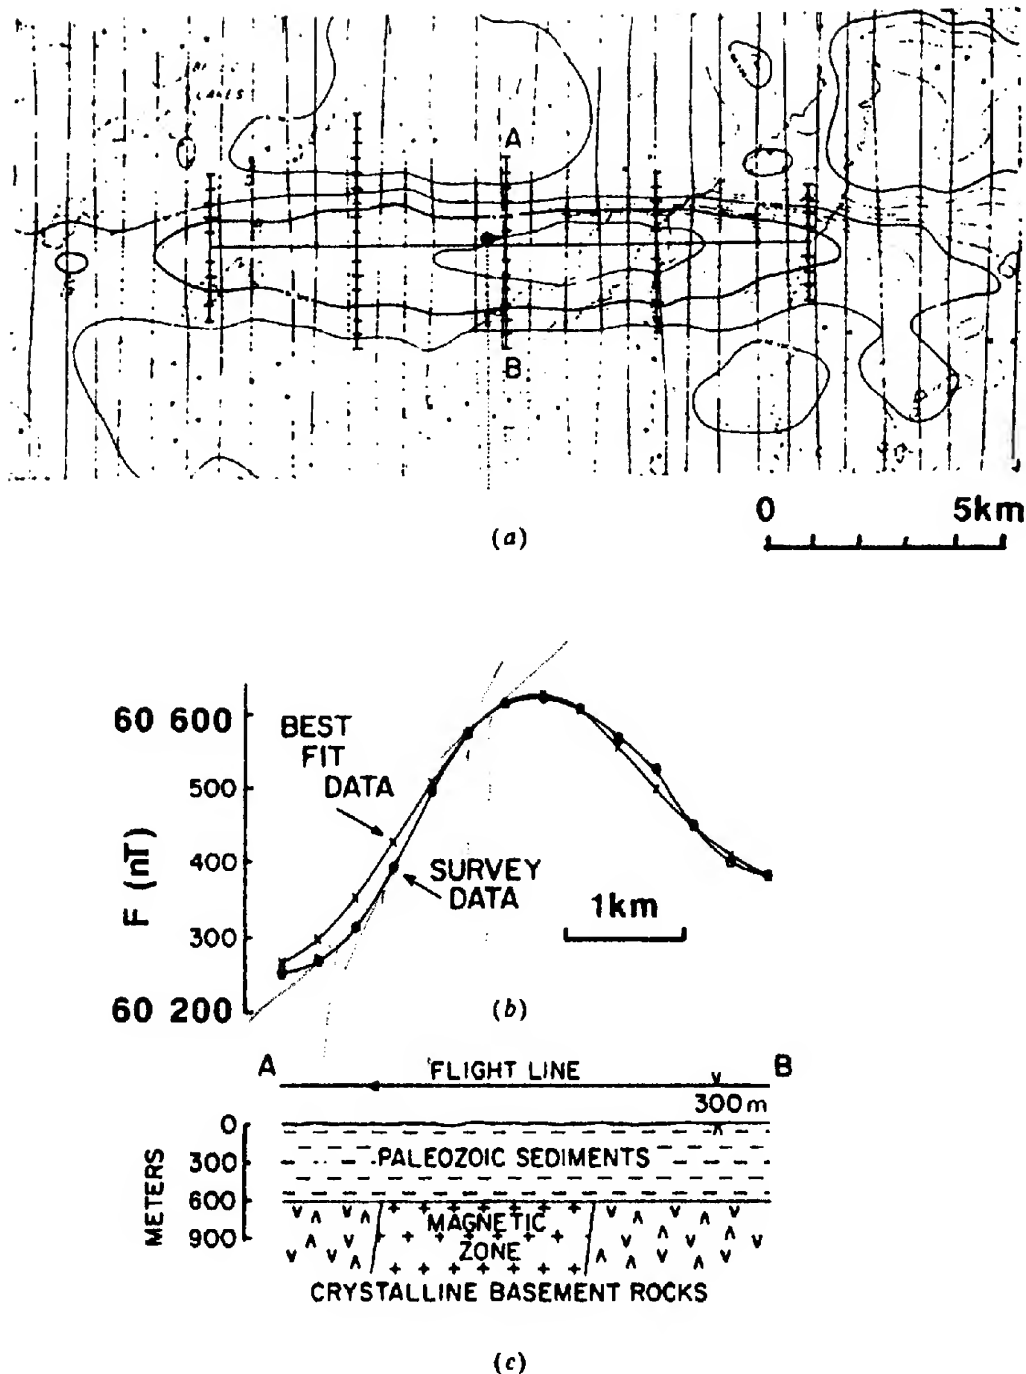 LAKES
A
B
0 5km
(a)
60 600
500
400
300
60 200
F (nT)
BEST
FIT
DATA
SURVEY
DATA
1km
(b)
A FLIGHT LINE B
300m
METERS
0
300
600
900
PALEOZOIC SEDIMENTS
MAGNETIC
ZONE
CRYSTALLINE BASEMENT ROCKS
(c)